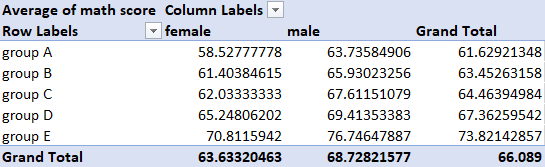 Average of math score Column Labels
Row Labels female male Grand Total
group A 58.52777778 63.73584906 61.62921348
group B 61.40384615 65.93023256 63.45263158
group C 62.03333333 67.61151079 64.46394984
group D 65.24806202 69.41353383 67.36259542
group E 70.8115942 76.74647887 73.82142857
Grand Total 63.63320463 68.72821577 66.089